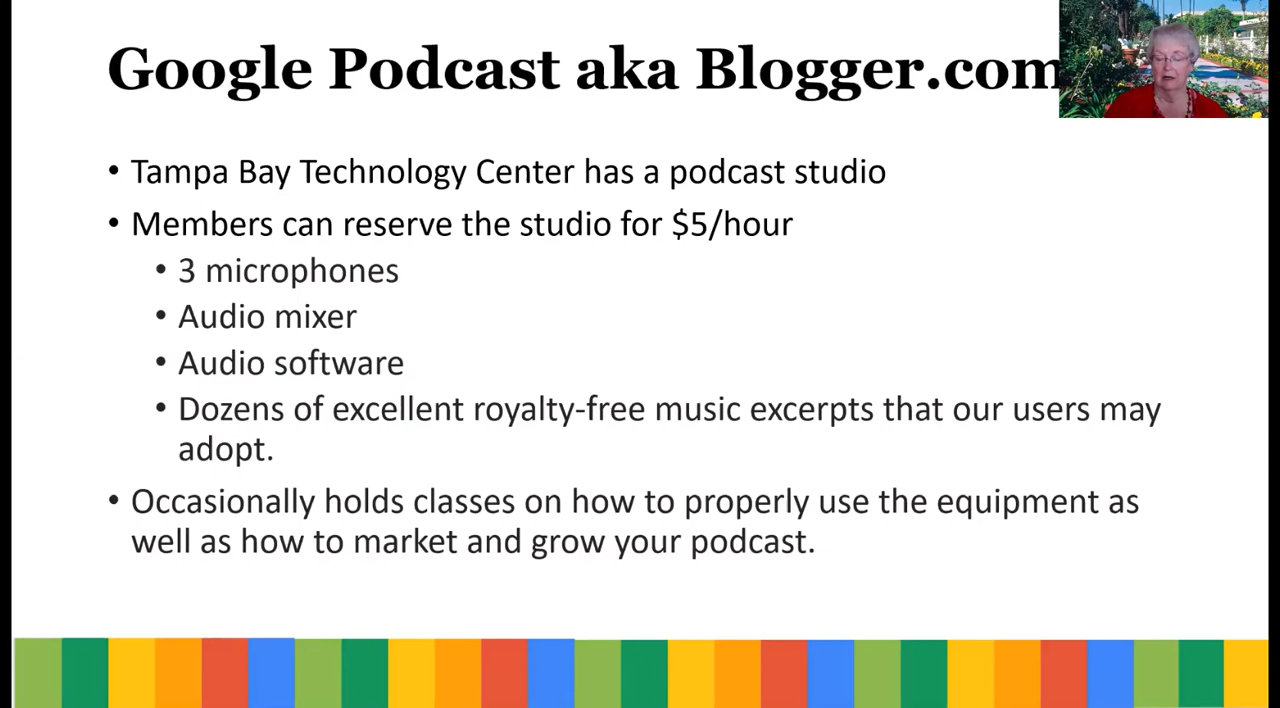 Google Podcast aka Blogger.com
• Tampa Bay Technology Center has a podcast studio
• Members can reserve the studio for $5/hour
• 3 microphones
• Audio mixer
• Audio software
• Dozens of excellent royalty-free music excerpts that our users may
adopt.
• Occasionally holds classes on how to properly use the equipment as
well as how to market and grow your podcast.